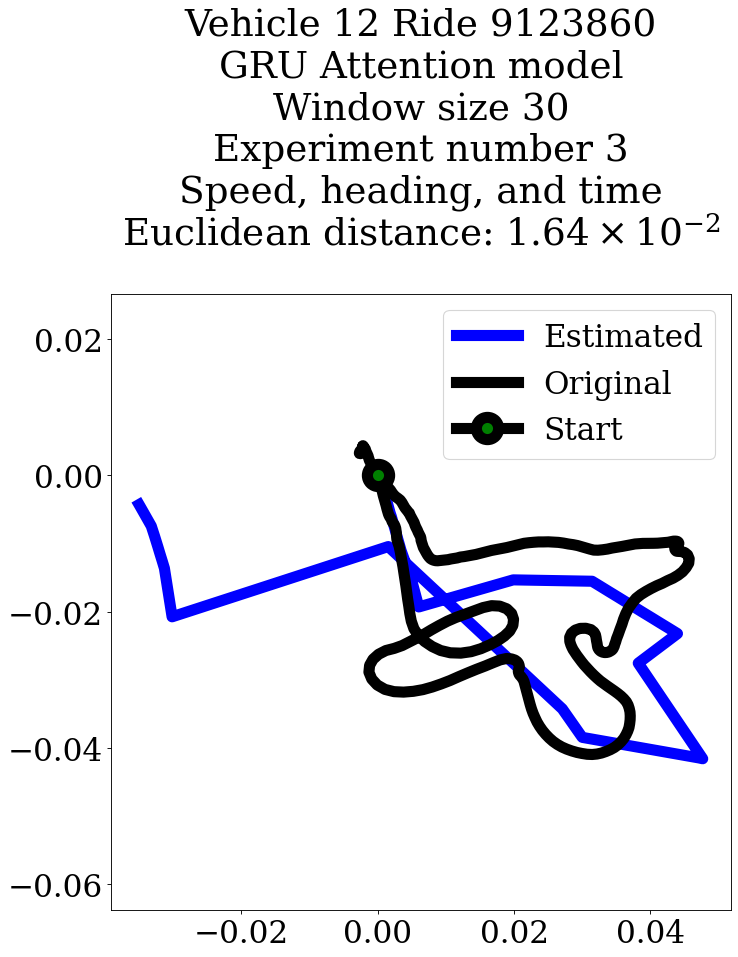 Vehicle 12 Ride 9123860
GRU Attention model
Window size 30
Experiment number 3
Speed, heading, and time
Euclidean distance: 1.64 × 10⁻²
Estimated
Original
Start
0.02
0.00
−0.02
−0.04
−0.06
−0.02 0.00 0.02 0.04